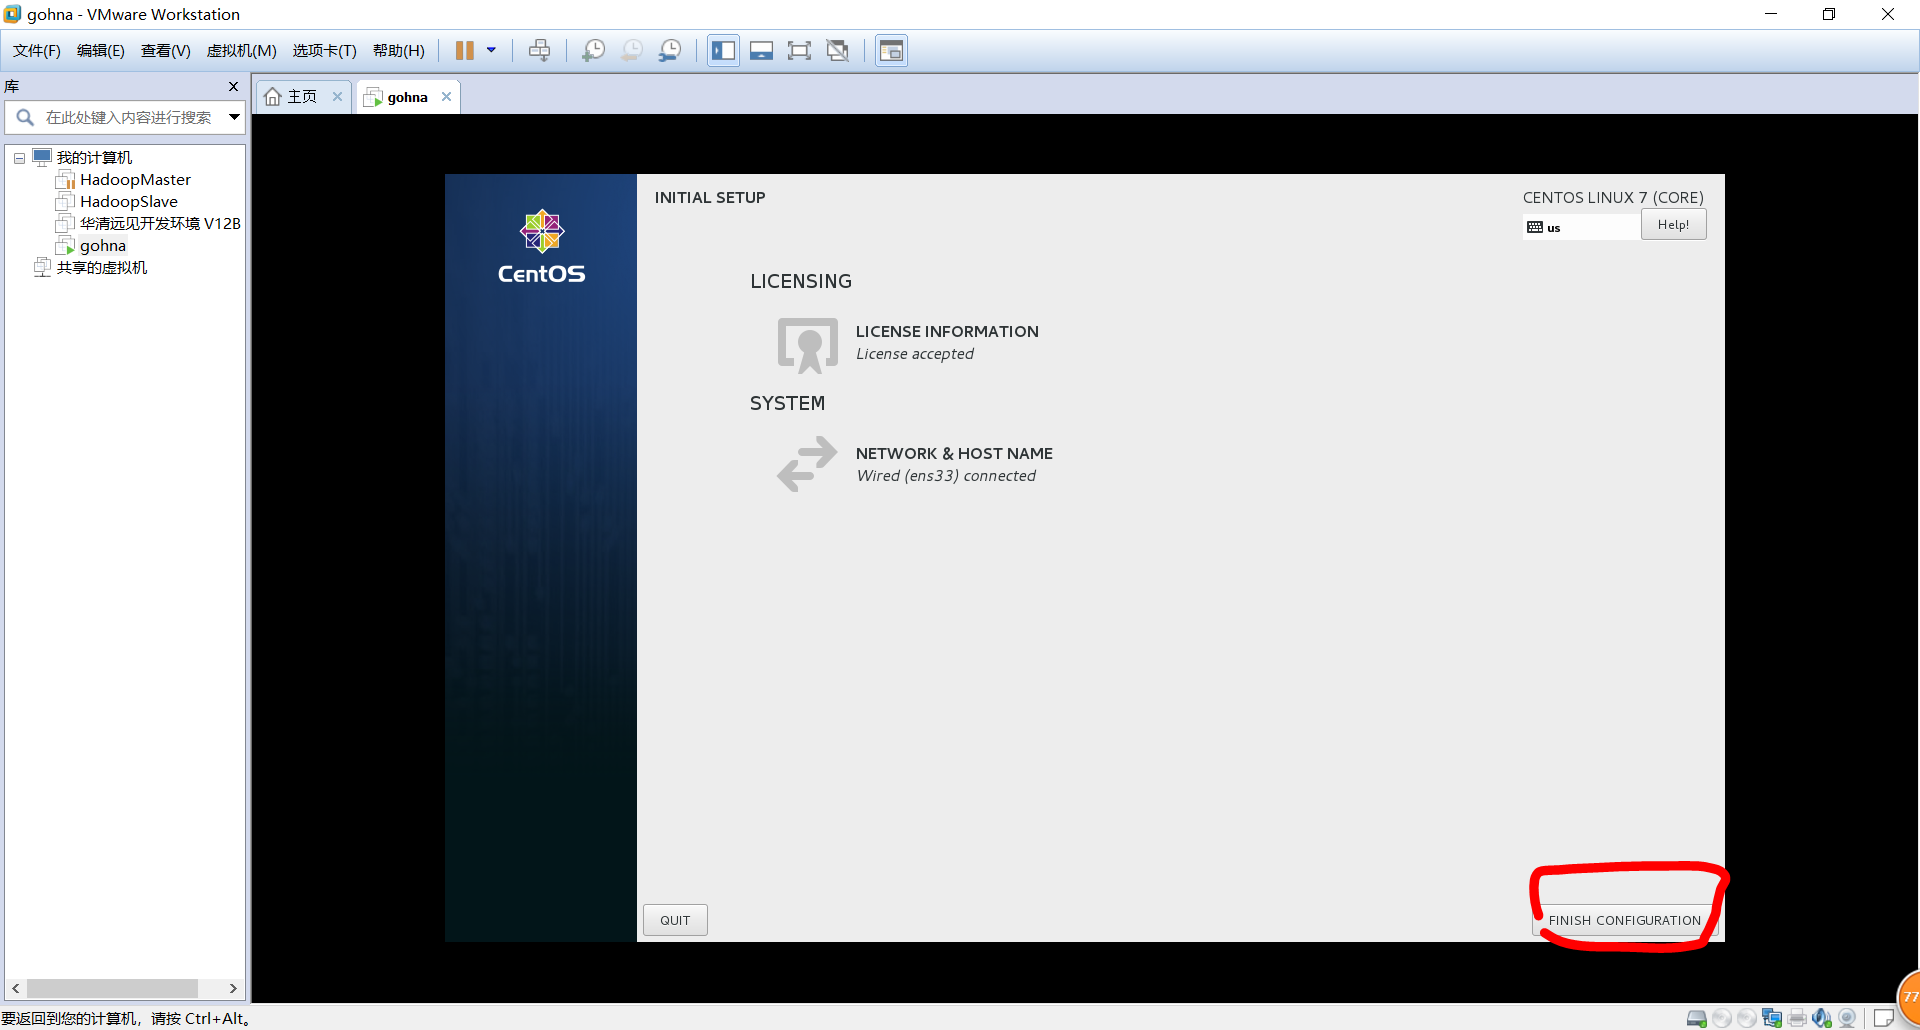 gohna - VMware Workstation
文件(F) 编辑(E) 查看(V) 虚拟机(M) 选项卡(T) 帮助(H)
库
在此处键入内容进行搜索
我的计算机
HadoopMaster
HadoopSlave
华清远见开发环境 V12B
gohna
共享的虚拟机
主页 gohna
CentOS
INITIAL SETUP
CENTOS LINUX 7 (CORE)
us
Help!
LICENSING
LICENSE INFORMATION
License accepted
SYSTEM
NETWORK & HOST NAME
Wired (ens33) connected
QUIT
FINISH CONFIGURATION
77
要返回到您的计算机，请按 Ctrl+Alt。